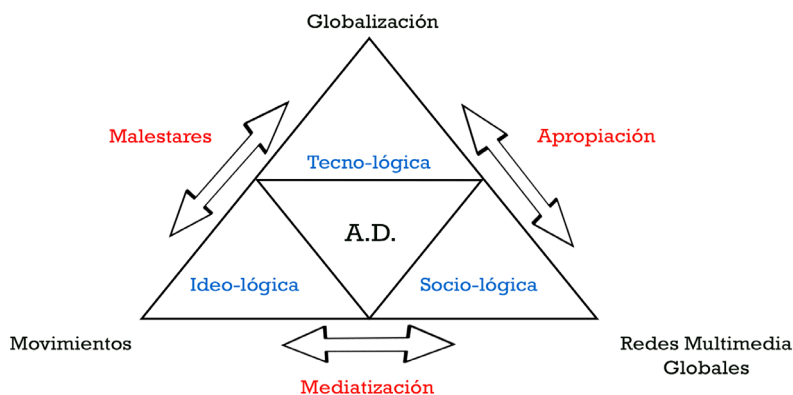 Globalización
Malestares
Apropiación
Tecno-lógica
A.D.
Ideo-lógica
Socio-lógica
Movimientos
Redes Multimedia
Globales
Mediatización